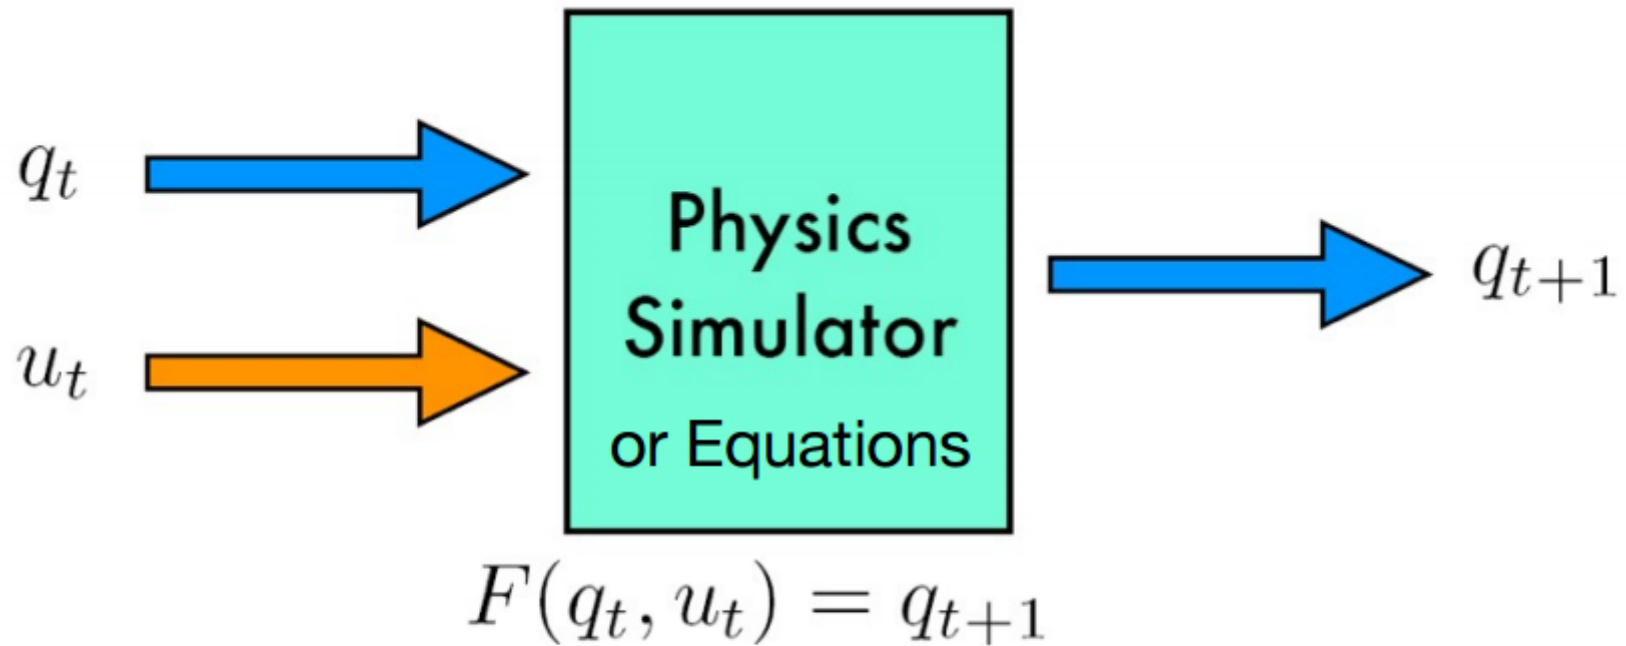 q_t
u_t
Physics
Simulator
or Equations
q_{t+1}
F(q_t, u_t) = q_{t+1}